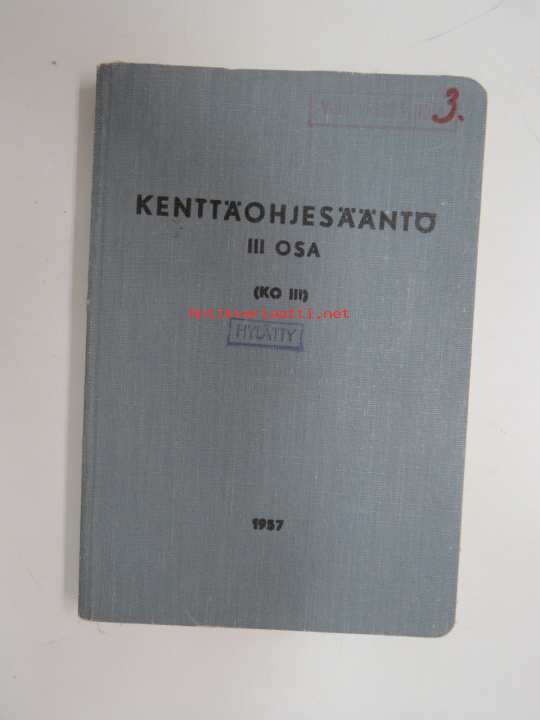 3.
KENTTÄOHJESÄÄNTÖ
III OSA
(KO III)
antikvariaatti.net
HYLÄTTY
1957